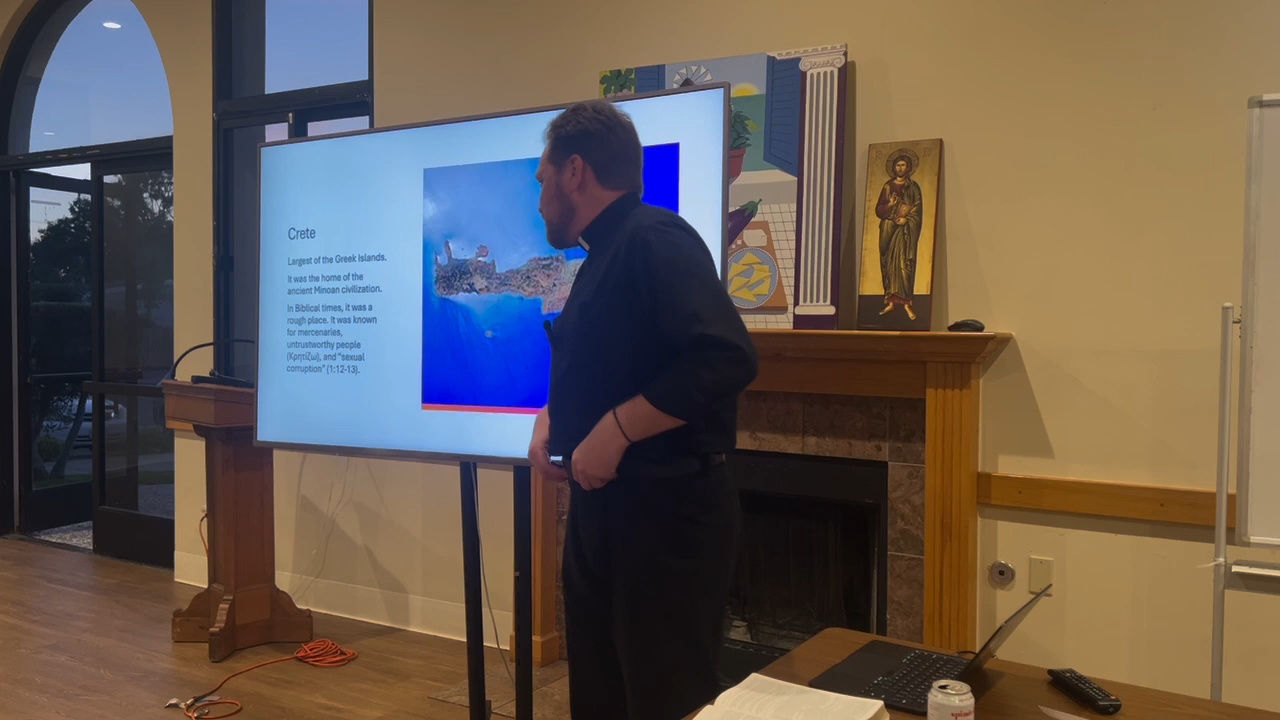 Crete
Largest of the Greek Islands.
It was the home of the
ancient Minoan civilization.
In Biblical times, it was a
rough place. It was known
for mercenaries,
untrustworthy people
(Κρητίζω), and “sexual
corruption” (1:12-13).